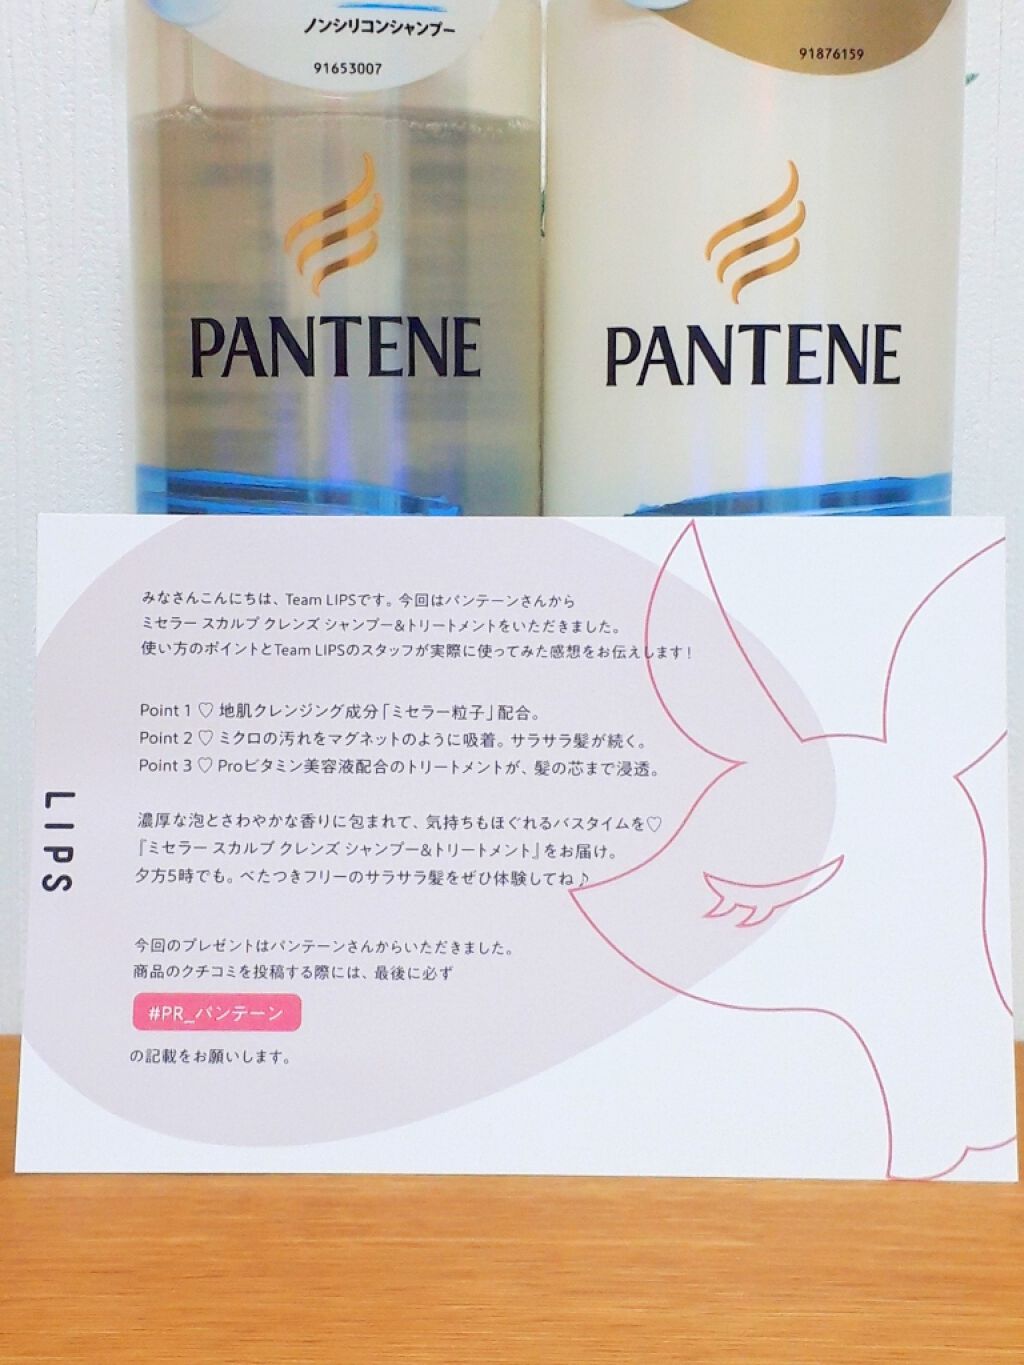 ノンシリコンシャンプー
91653007
91876159
PANTENE
PANTENE
みなさんこんにちは、Team LIPSです。今回はパンテーンさんから
ミセラー スカルプ クレンズ シャンプー&トリートメントをいただきました。
使い方のポイントとTeam LIPSのスタッフが実際に使ってみた感想をお伝えします！
Point 1 ♡ 地肌クレンジング成分「ミセラー粒子」配合。
Point 2 ♡ ミクロの汚れをマグネットのように吸着。サラサラ髪が続く。
Point 3 ♡ Proビタミン美容液配合のトリートメントが、髪の芯まで浸透。
濃厚な泡とさわやかな香りに包まれて、気持ちもほぐれるバスタイムを♡
『ミセラー スカルプ クレンズ シャンプー&トリートメント』をお届け。
夕方5時でも。べたつきフリーのサラサラ髪をぜひ体験してね♪
今回のプレゼントはパンテーンさんからいただきました。
商品のクチコミを投稿する際には、最後に必ず
#PR_パンテーン
の記載をお願いします。
LIPS